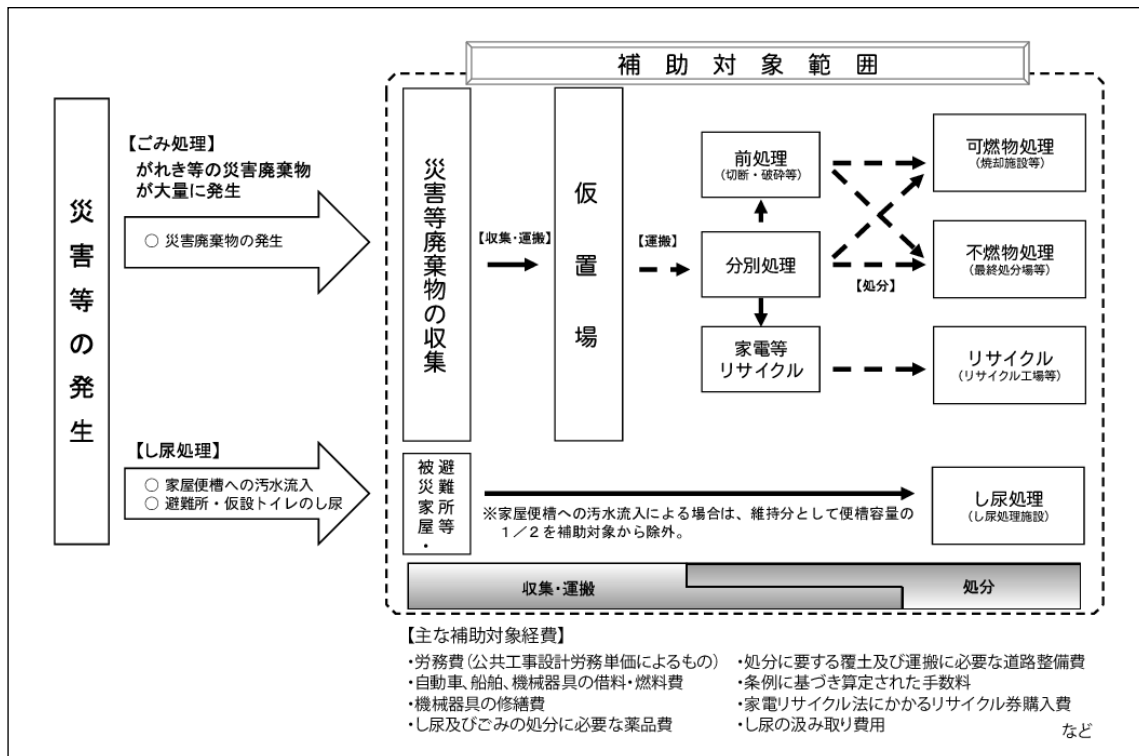 補助対象範囲
災害等の発生
【ごみ処理】
がれき等の災害廃棄物
が大量に発生
○ 災害廃棄物の発生
【し尿処理】
○ 家屋便槽への汚水流入
○ 避難所・仮設トイレのし尿
災害等廃棄物の収集
【収集・運搬】
仮置場
【運搬】
前処理
(切断・破砕等)
分別処理
家電等
リサイクル
【処分】
可燃物処理
(焼却施設等)
不燃物処理
(最終処分場等)
リサイクル
(リサイクル工場等)
避難所等
被災家屋・
※家屋便槽への汚水流入による場合は、維持分として便槽容量の
1/2を補助対象から除外。
し尿処理
(し尿処理施設)
収集・運搬
処分
【主な補助対象経費】
・労務費(公共工事設計労務単価によるもの)
・自動車、船舶、機械器具の借料・燃料費
・機械器具の修繕費
・し尿及びごみの処分に必要な薬品費
・処分に要する覆土及び運搬に必要な道路整備費
・条例に基づき算定された手数料
・家電リサイクル法にかかるリサイクル券購入費
・し尿の汲み取り費用
など